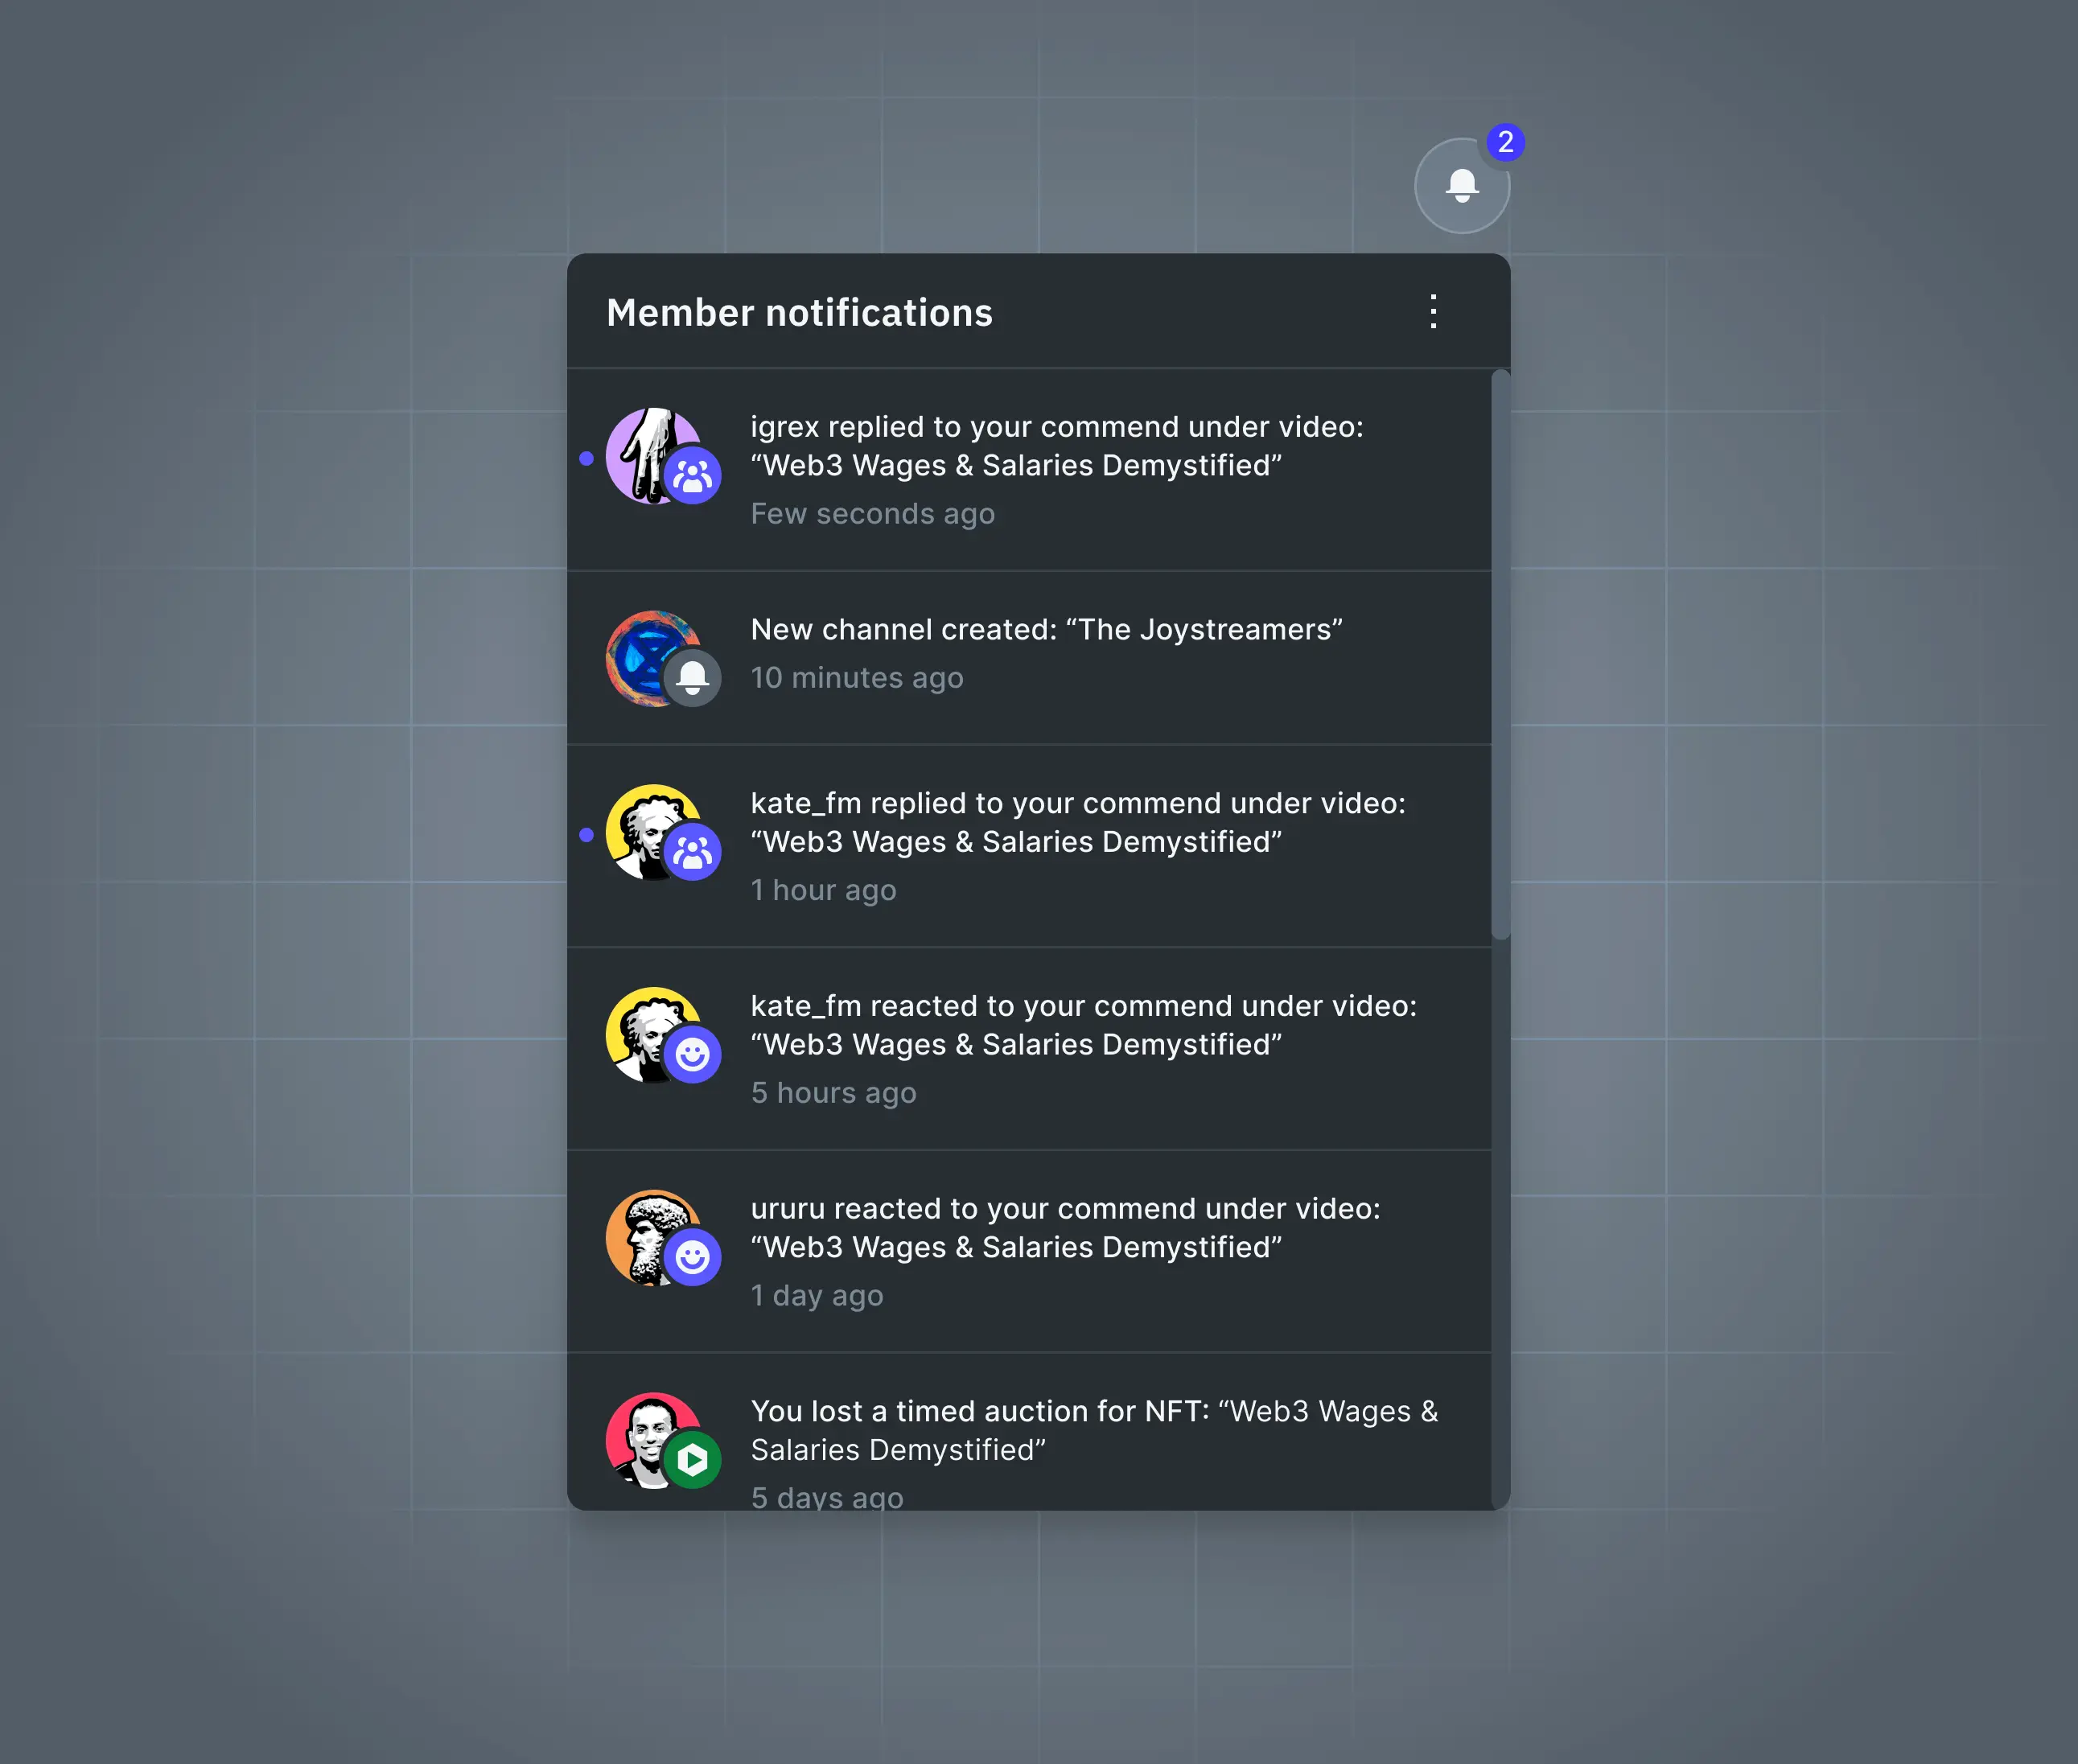 2
Member notifications
igrex replied to your commend under video:
“Web3 Wages & Salaries Demystified”
Few seconds ago
New channel created: “The Joystreamers”
10 minutes ago
kate_fm replied to your commend under video:
“Web3 Wages & Salaries Demystified”
1 hour ago
kate_fm reacted to your commend under video:
“Web3 Wages & Salaries Demystified”
5 hours ago
ururu reacted to your commend under video:
“Web3 Wages & Salaries Demystified”
1 day ago
You lost a timed auction for NFT: “Web3 Wages &
Salaries Demystified”
5 days ago